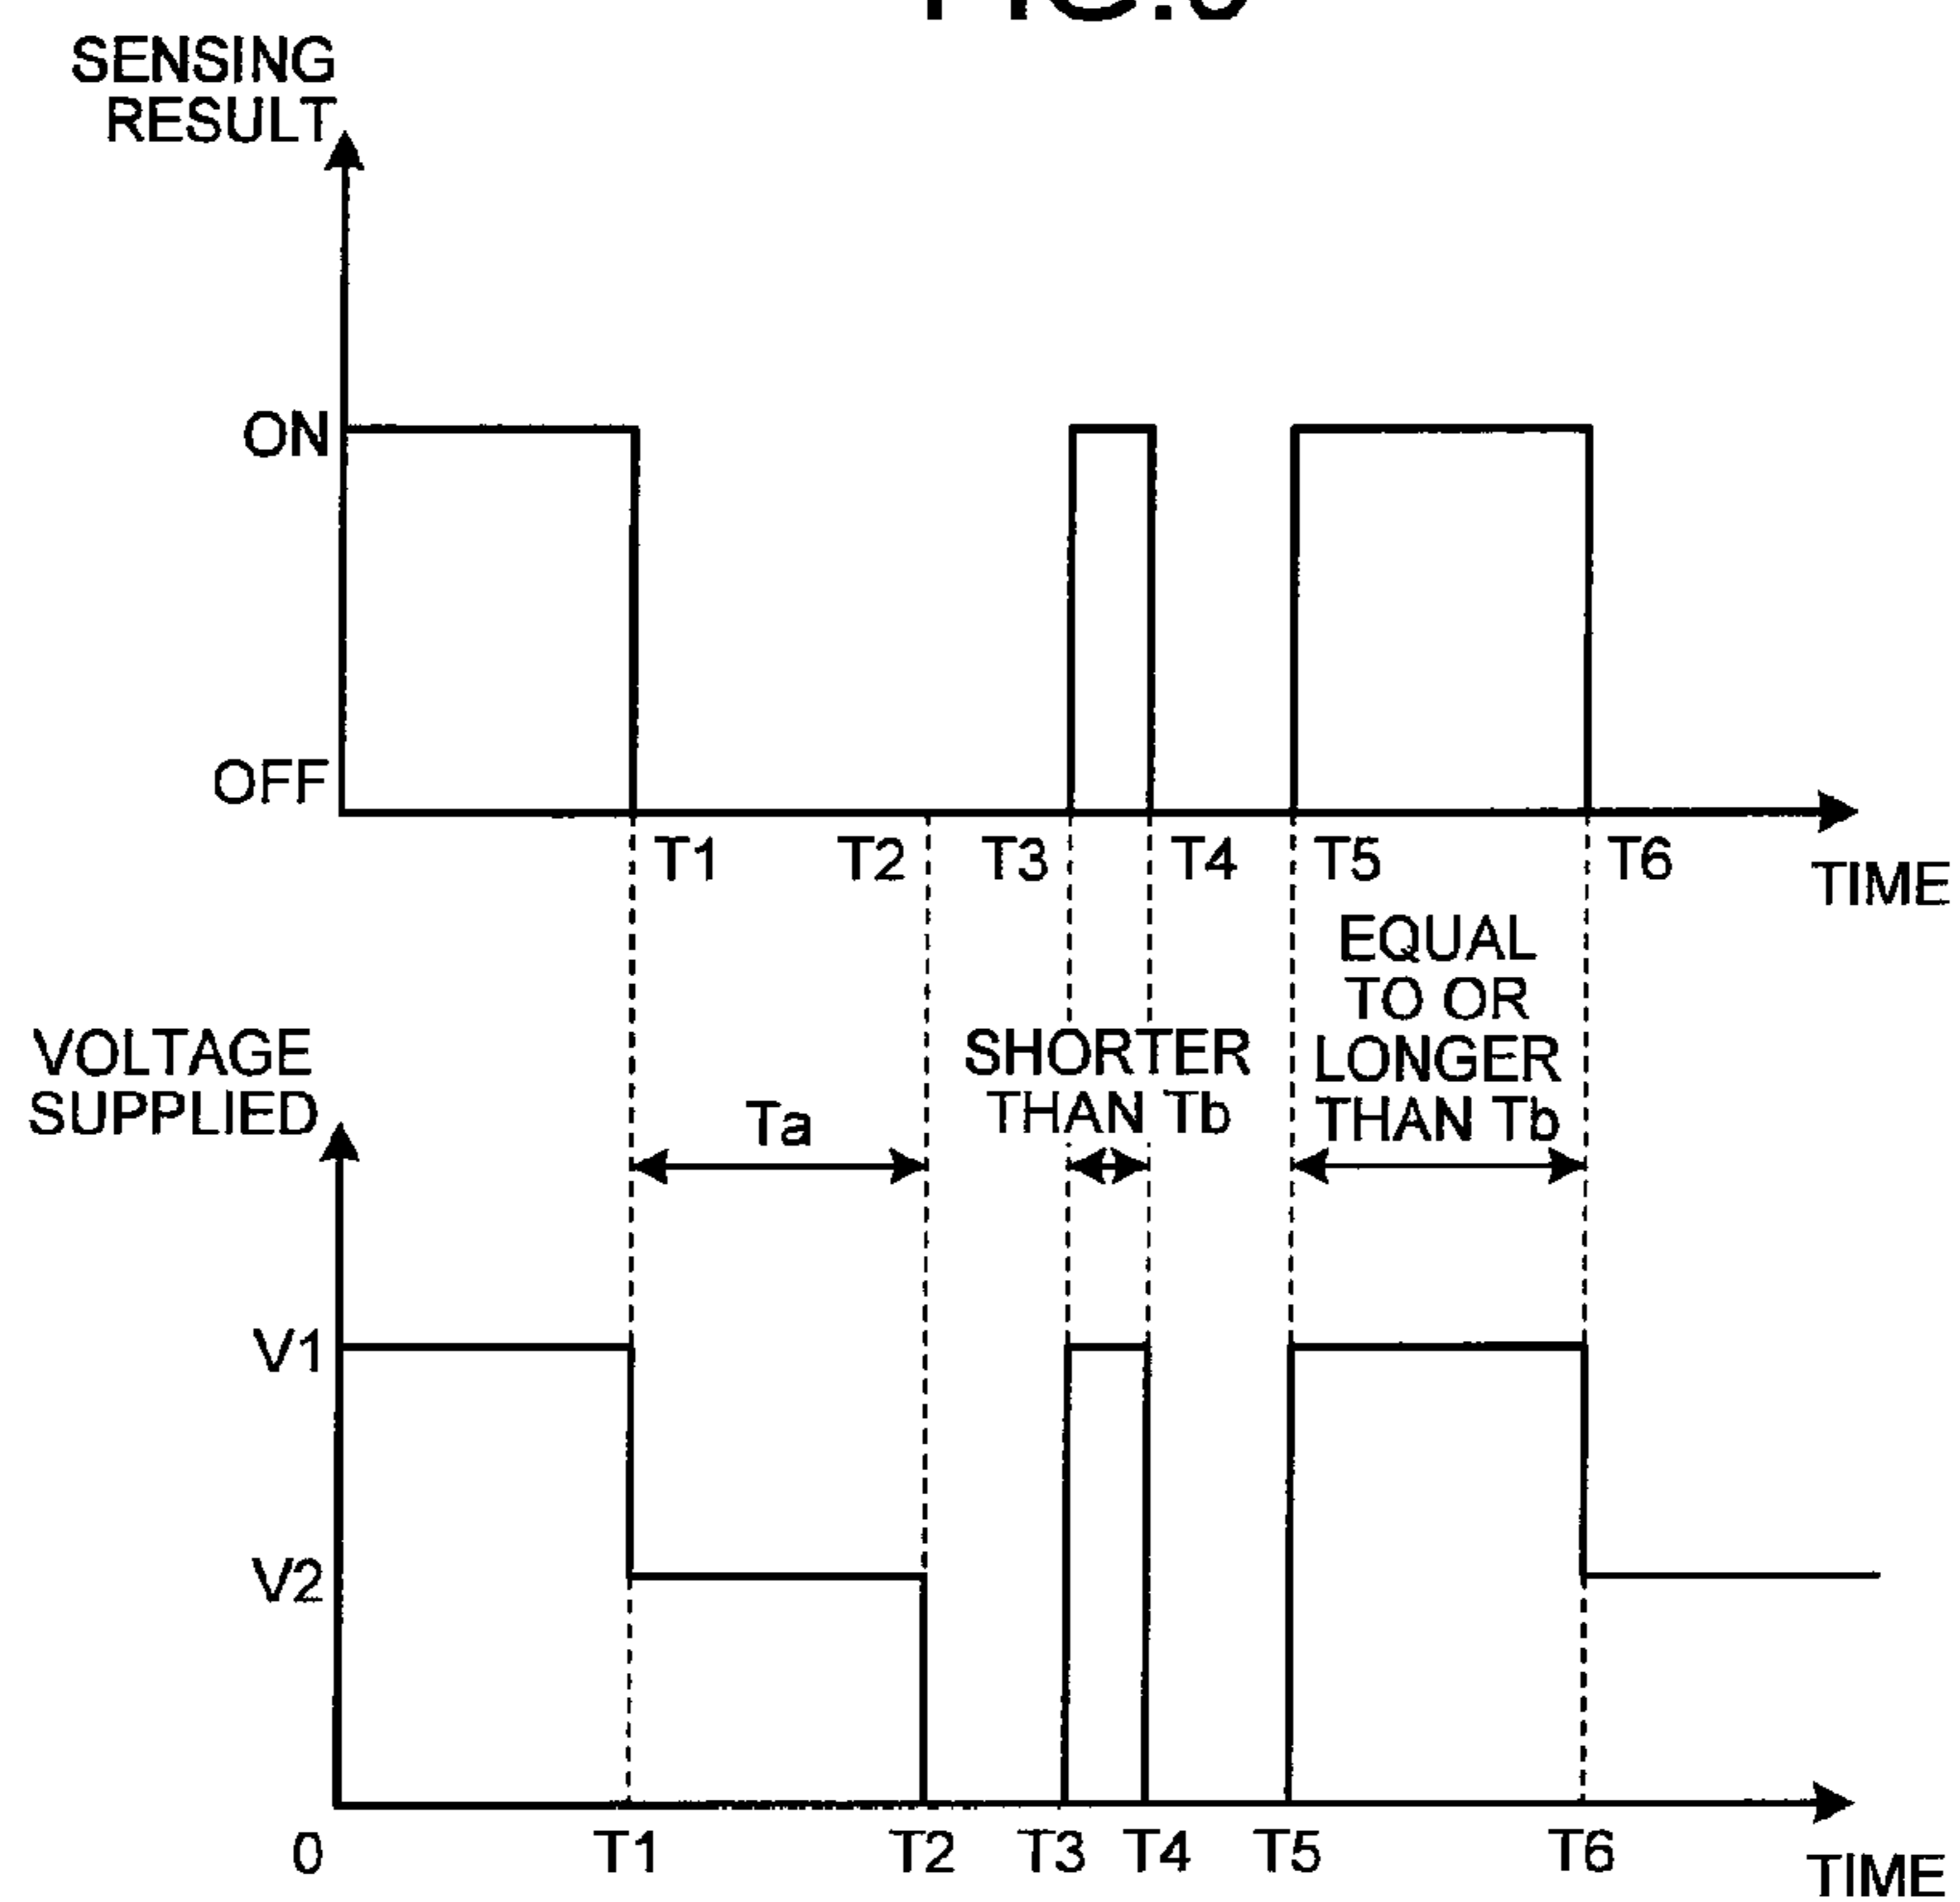 SENSING
RESULT
ON
OFF
T1 T2 T3 T4 T5 T6
TIME
EQUAL
TO OR
LONGER
THAN Tb
SHORTER
THAN Tb
VOLTAGE
SUPPLIED
Ta
V1
V2
0 T1 T2 T3 T4 T5 T6
TIME